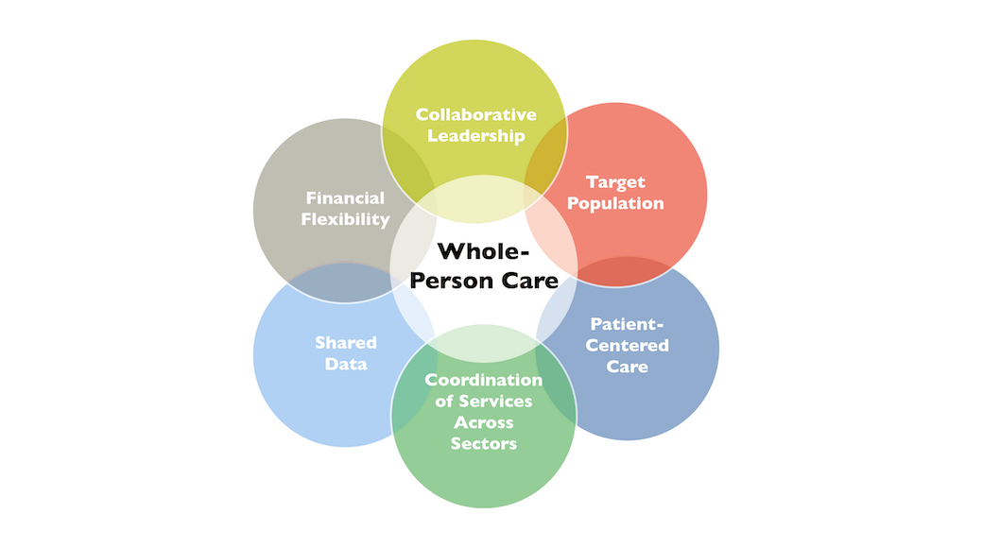 Collaborative
Leadership
Target
Population
Financial
Flexibility
Whole-
Person Care
Patient-
Centered
Care
Shared
Data
Coordination
of Services
Across
Sectors